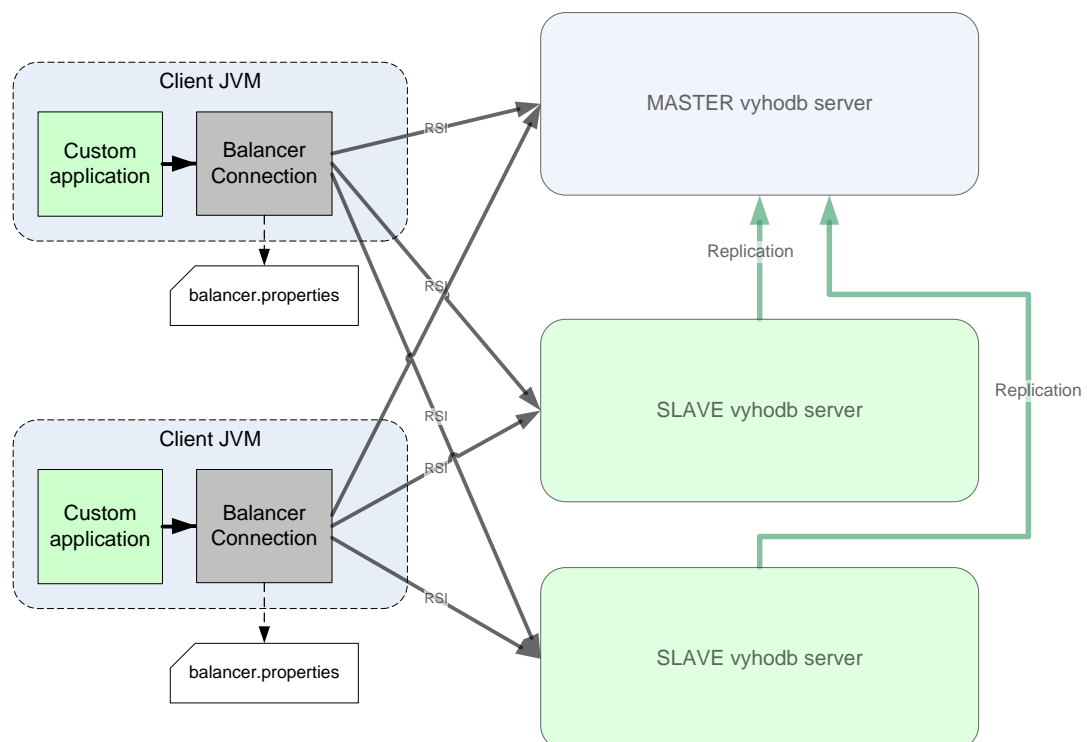 Client JVM
Custom
application
Balancer
Connection
balancer.properties
RSI
MASTER vyhodb server
Replication
RSI
SLAVE vyhodb server
Replication
RSI
Client JVM
RSI
Custom
application
Balancer
Connection
RSI
balancer.properties
SLAVE vyhodb server